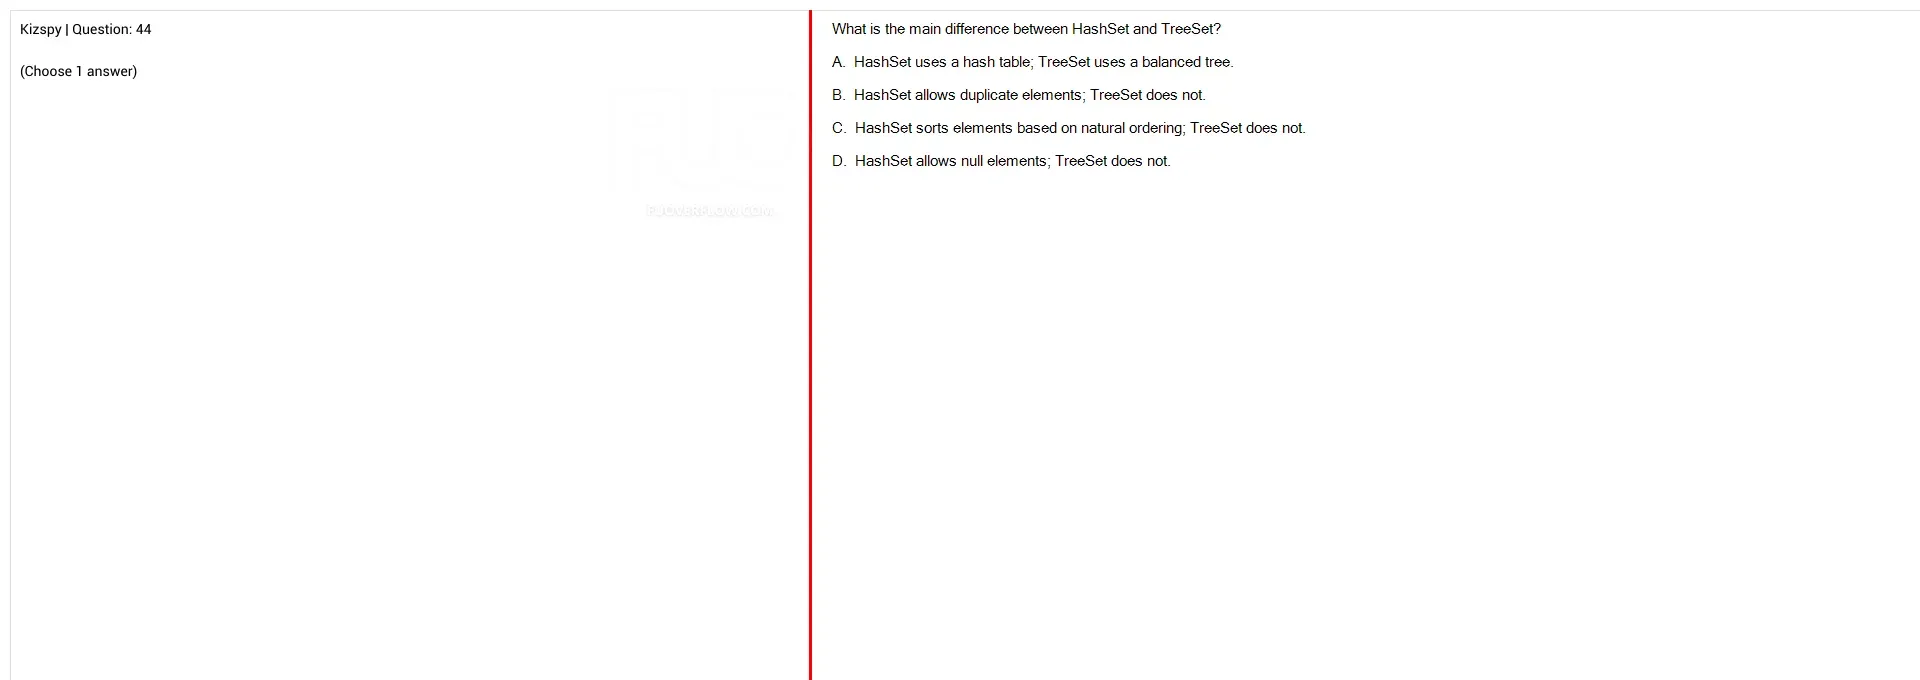 Kizspy | Question: 44
(Choose 1 answer)
What is the main difference between HashSet and TreeSet?
A. HashSet uses a hash table; TreeSet uses a balanced tree.
B. HashSet allows duplicate elements; TreeSet does not.
C. HashSet sorts elements based on natural ordering; TreeSet does not.
D. HashSet allows null elements; TreeSet does not.